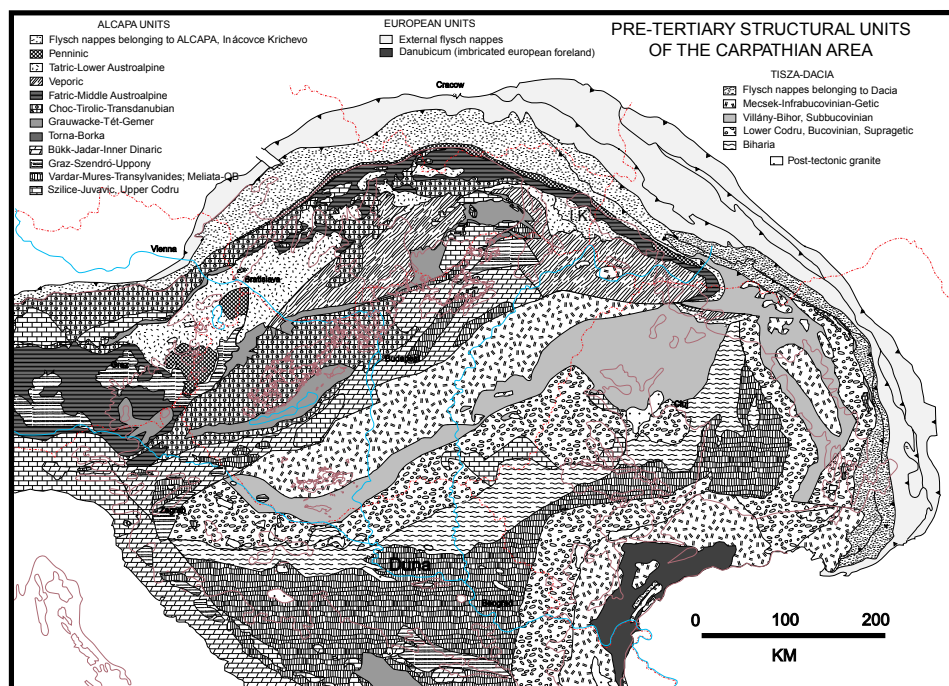 PRE-TERTIARY STRUCTURAL UNITS
OF THE CARPATHIAN AREA
ALCAPA UNITS
Flysch nappes belonging to ALCAPA, Inácovce Krichevo
Penninic
Tatric-Lower Austroalpine
Veporic
Fatric-Middle Austroalpine
Choc-Tirolic-Transdanubian
Grauwacke-Tét-Gemer
Torna-Borka
Bükk-Jadar-Inner Dinaric
Graz-Szendró-Uppony
Vardar-Mures-Transylvanides; Meliata-OB
Szilice-Juvavic, Upper Codru
EUROPEAN UNITS
External flysch nappes
Danubicum (imbricated european foreland)
TISZA-DACIA
Flysch nappes belonging to Dacia
Mecsek-Infrabucovinian-Getic
Villány-Bihor, Subbucovinian
Lower Codru, Bucovinian, Supragetic
Biharia
Post-tectonic granite
Cracow
I.K.
Vienna
Bratislava
Budapest
Graz
Cluj
Zagreb
Duna
0
100
200
KM